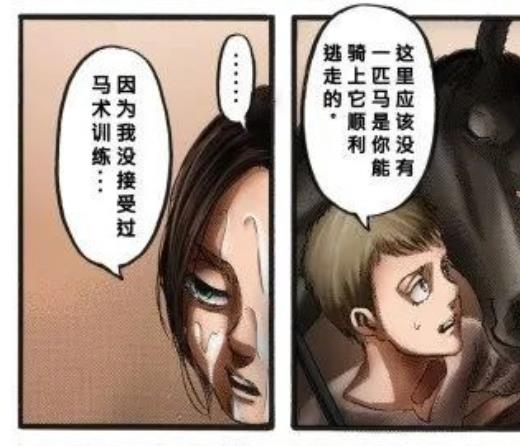 这里应该没有
一匹马是你能
骑上它顺利
逃走的。
……
因为我没接受过
马术训练…